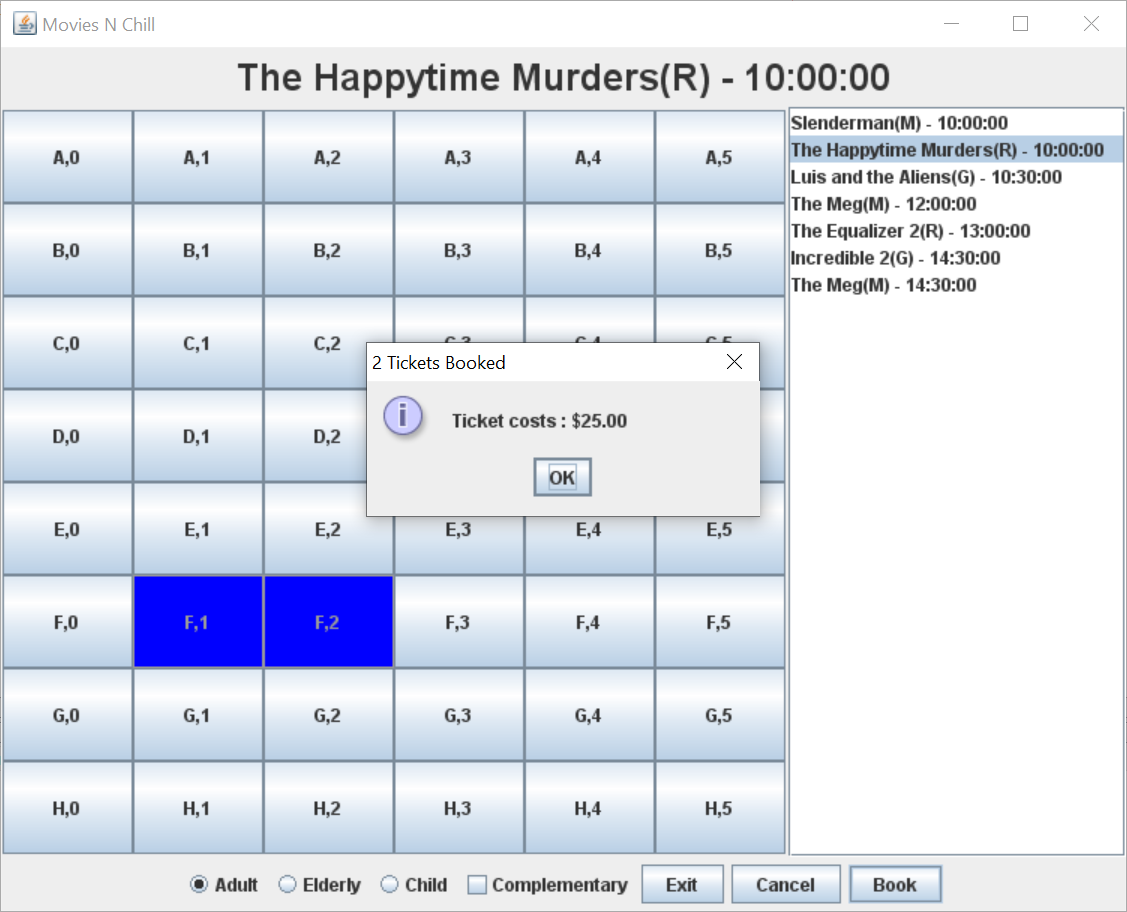 Movies N Chill
The Happytime Murders(R) - 10:00:00
A,0 A,1 A,2 A,3 A,4 A,5
B,0 B,1 B,2 B,3 B,4 B,5
C,0 C,1 C,2 C,3 C,4 C,5
D,0 D,1 D,2
E,0 E,1 E,2 E,3 E,4 E,5
F,0 F,1 F,2 F,3 F,4 F,5
G,0 G,1 G,2 G,3 G,4 G,5
H,0 H,1 H,2 H,3 H,4 H,5
Slenderman(M) - 10:00:00
The Happytime Murders(R) - 10:00:00
Luis and the Aliens(G) - 10:30:00
The Meg(M) - 12:00:00
The Equalizer 2(R) - 13:00:00
Incredible 2(G) - 14:30:00
The Meg(M) - 14:30:00
2 Tickets Booked
Ticket costs : $25.00
OK
Adult Elderly Child Complementary Exit Cancel Book